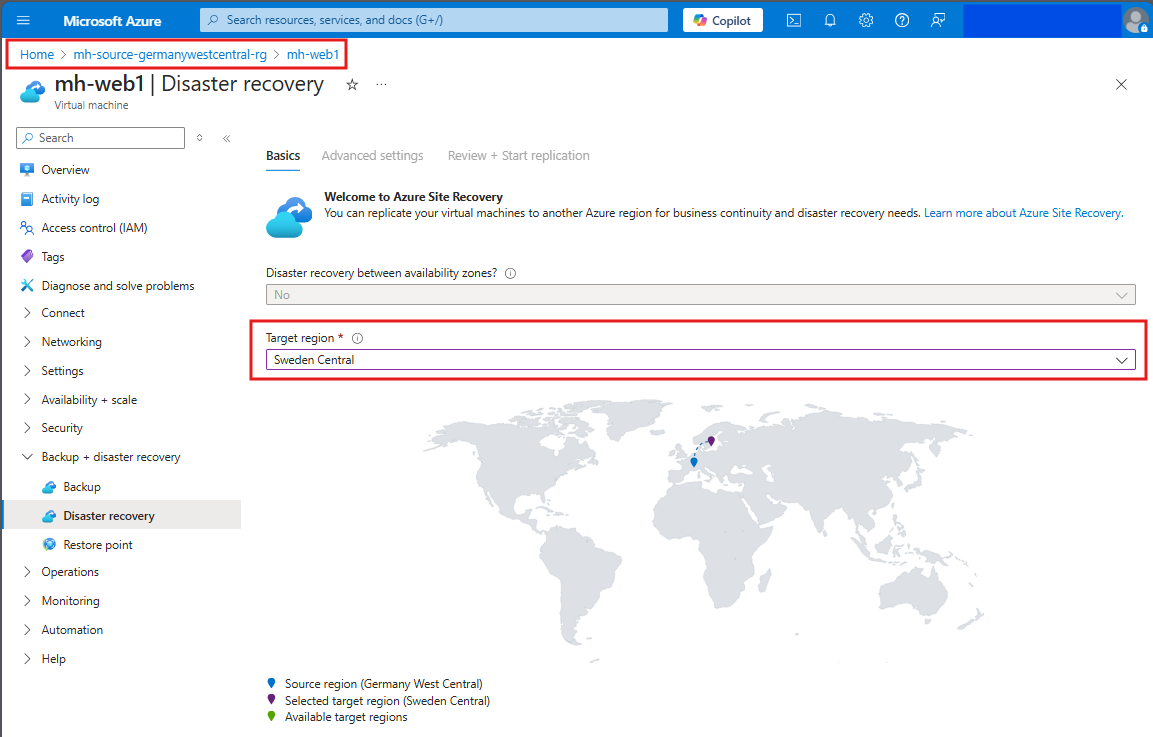 Microsoft Azure
Search resources, services, and docs (G+/)
Copilot
Home > mh-source-germanywestcentral-rg > mh-web1
mh-web1 | Disaster recovery
Virtual machine
Search
Overview
Activity log
Access control (IAM)
Tags
Diagnose and solve problems
Connect
Networking
Settings
Availability + scale
Security
Backup + disaster recovery
Backup
Disaster recovery
Restore point
Operations
Monitoring
Automation
Help
Basics Advanced settings Review + Start replication
Welcome to Azure Site Recovery
You can replicate your virtual machines to another Azure region for business continuity and disaster recovery needs. Learn more about Azure Site Recovery.
Disaster recovery between availability zones?
No
Target region *
Sweden Central
Source region (Germany West Central)
Selected target region (Sweden Central)
Available target regions